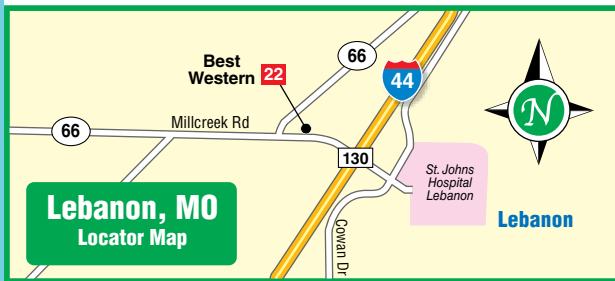 66
Best
Western 22
44
N
66
Millcreek Rd
130
St. Johns
Hospital
Lebanon
Lebanon, MO
Locator Map
Lebanon
Cowan Dr